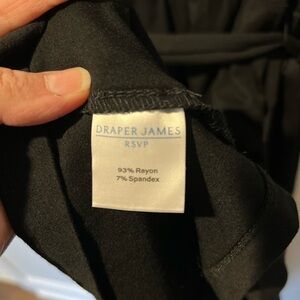 DRAPER JAMES
RSVP
93% Rayon
7% Spandex